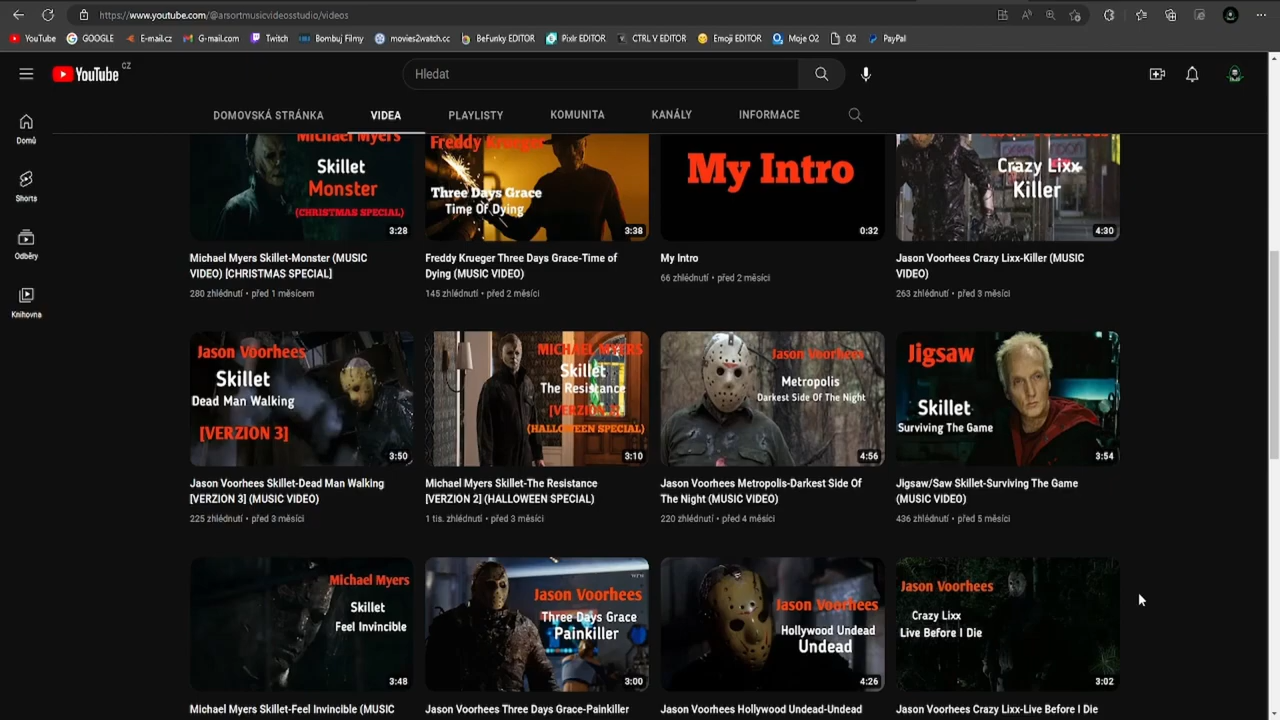 https://www.youtube.com/@arsortmusicvideosstudio/videos
YouTube GOOGLE E-mail.cz G-mail.com Twitch Bombuj Filmy movies2watch.cc BeFunky EDITOR Pixlr EDITOR CTRL V EDITOR Emoji EDITOR Moje O2 O2 PayPal
YouTube CZ
Hledat
DOMOVSKÁ STRÁNKA VIDEA PLAYLISTY KOMUNITA KANÁLY INFORMACE
Domů
Shorts
Odběry
Knihovna
Michael Myers
Skillet
Monster
(CHRISTMAS SPECIAL)
3:28
Michael Myers Skillet-Monster (MUSIC
VIDEO) [CHRISTMAS SPECIAL]
280 zhlédnutí • před 1 měsícem
Freddy Krueger
Three Days Grace
Time Of Dying
3:38
Freddy Krueger Three Days Grace-Time of
Dying (MUSIC VIDEO)
145 zhlédnutí • před 2 měsíci
My Intro
0:32
My Intro
66 zhlédnutí • před 2 měsíci
Jason Voorhees
Crazy Lixx
Killer
4:30
Jason Voorhees Crazy Lixx-Killer (MUSIC
VIDEO)
263 zhlédnutí • před 3 měsíci
Jason Voorhees
Skillet
Dead Man Walking
[VERZION 3]
3:50
Jason Voorhees Skillet-Dead Man Walking
[VERZION 3] (MUSIC VIDEO)
225 zhlédnutí • před 3 měsíci
MICHAEL MYERS
Skillet
The Resistance
[VERZION 2]
(HALLOWEEN SPECIAL)
3:10
Michael Myers Skillet-The Resistance
[VERZION 2] (HALLOWEEN SPECIAL)
1 tis. zhlédnutí • před 3 měsíci
Jason Voorhees
Metropolis
Darkest Side Of The Night
4:56
Jason Voorhees Metropolis-Darkest Side Of
The Night (MUSIC VIDEO)
220 zhlédnutí • před 4 měsíci
Jigsaw
Skillet
Surviving The Game
3:54
Jigsaw/Saw Skillet-Surviving The Game
(MUSIC VIDEO)
436 zhlédnutí • před 5 měsíci
Michael Myers
Skillet
Feel Invincible
3:48
Michael Myers Skillet-Feel Invincible (MUSIC
Jason Voorhees
Three Days Grace
Painkiller
3:00
Jason Voorhees Three Days Grace-Painkiller
Jason Voorhees
Hollywood Undead
Undead
4:26
Jason Voorhees Hollywood Undead-Undead
Jason Voorhees
Crazy Lixx
Live Before I Die
3:02
Jason Voorhees Crazy Lixx-Live Before I Die